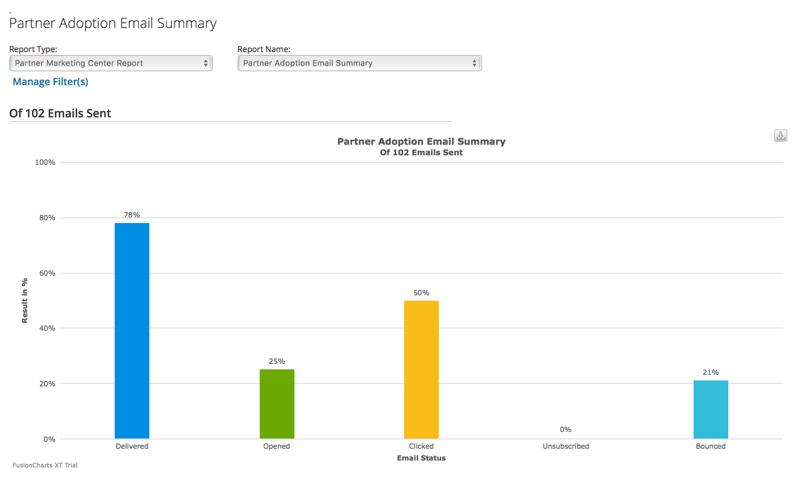 .
Partner Adoption Email Summary
Report Type:
Report Name:
Partner Marketing Center Report
Partner Adoption Email Summary
Manage Filter(s)
Of 102 Emails Sent
Partner Adoption Email Summary
Of 102 Emails Sent
100%
80%
60%
40%
20%
0%
Result in %
78%
25%
50%
0%
21%
Delivered
Opened
Clicked
Unsubscribed
Bounced
Email Status
FusionCharts XT Trial